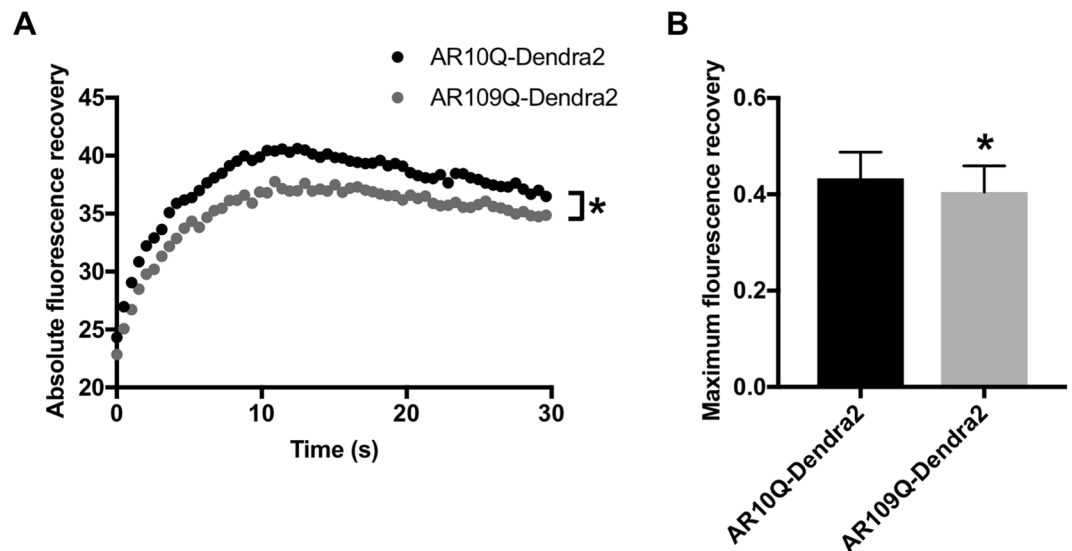 A
AR10Q-Dendra2
AR109Q-Dendra2
Absolute fluorescence recovery
45
40
35
30
25
20
0
10
20
30
Time (s)
*
B
Maximum flourescence recovery
0.6
0.4
0.2
0.0
*
AR10Q-Dendra2
AR109Q-Dendra2